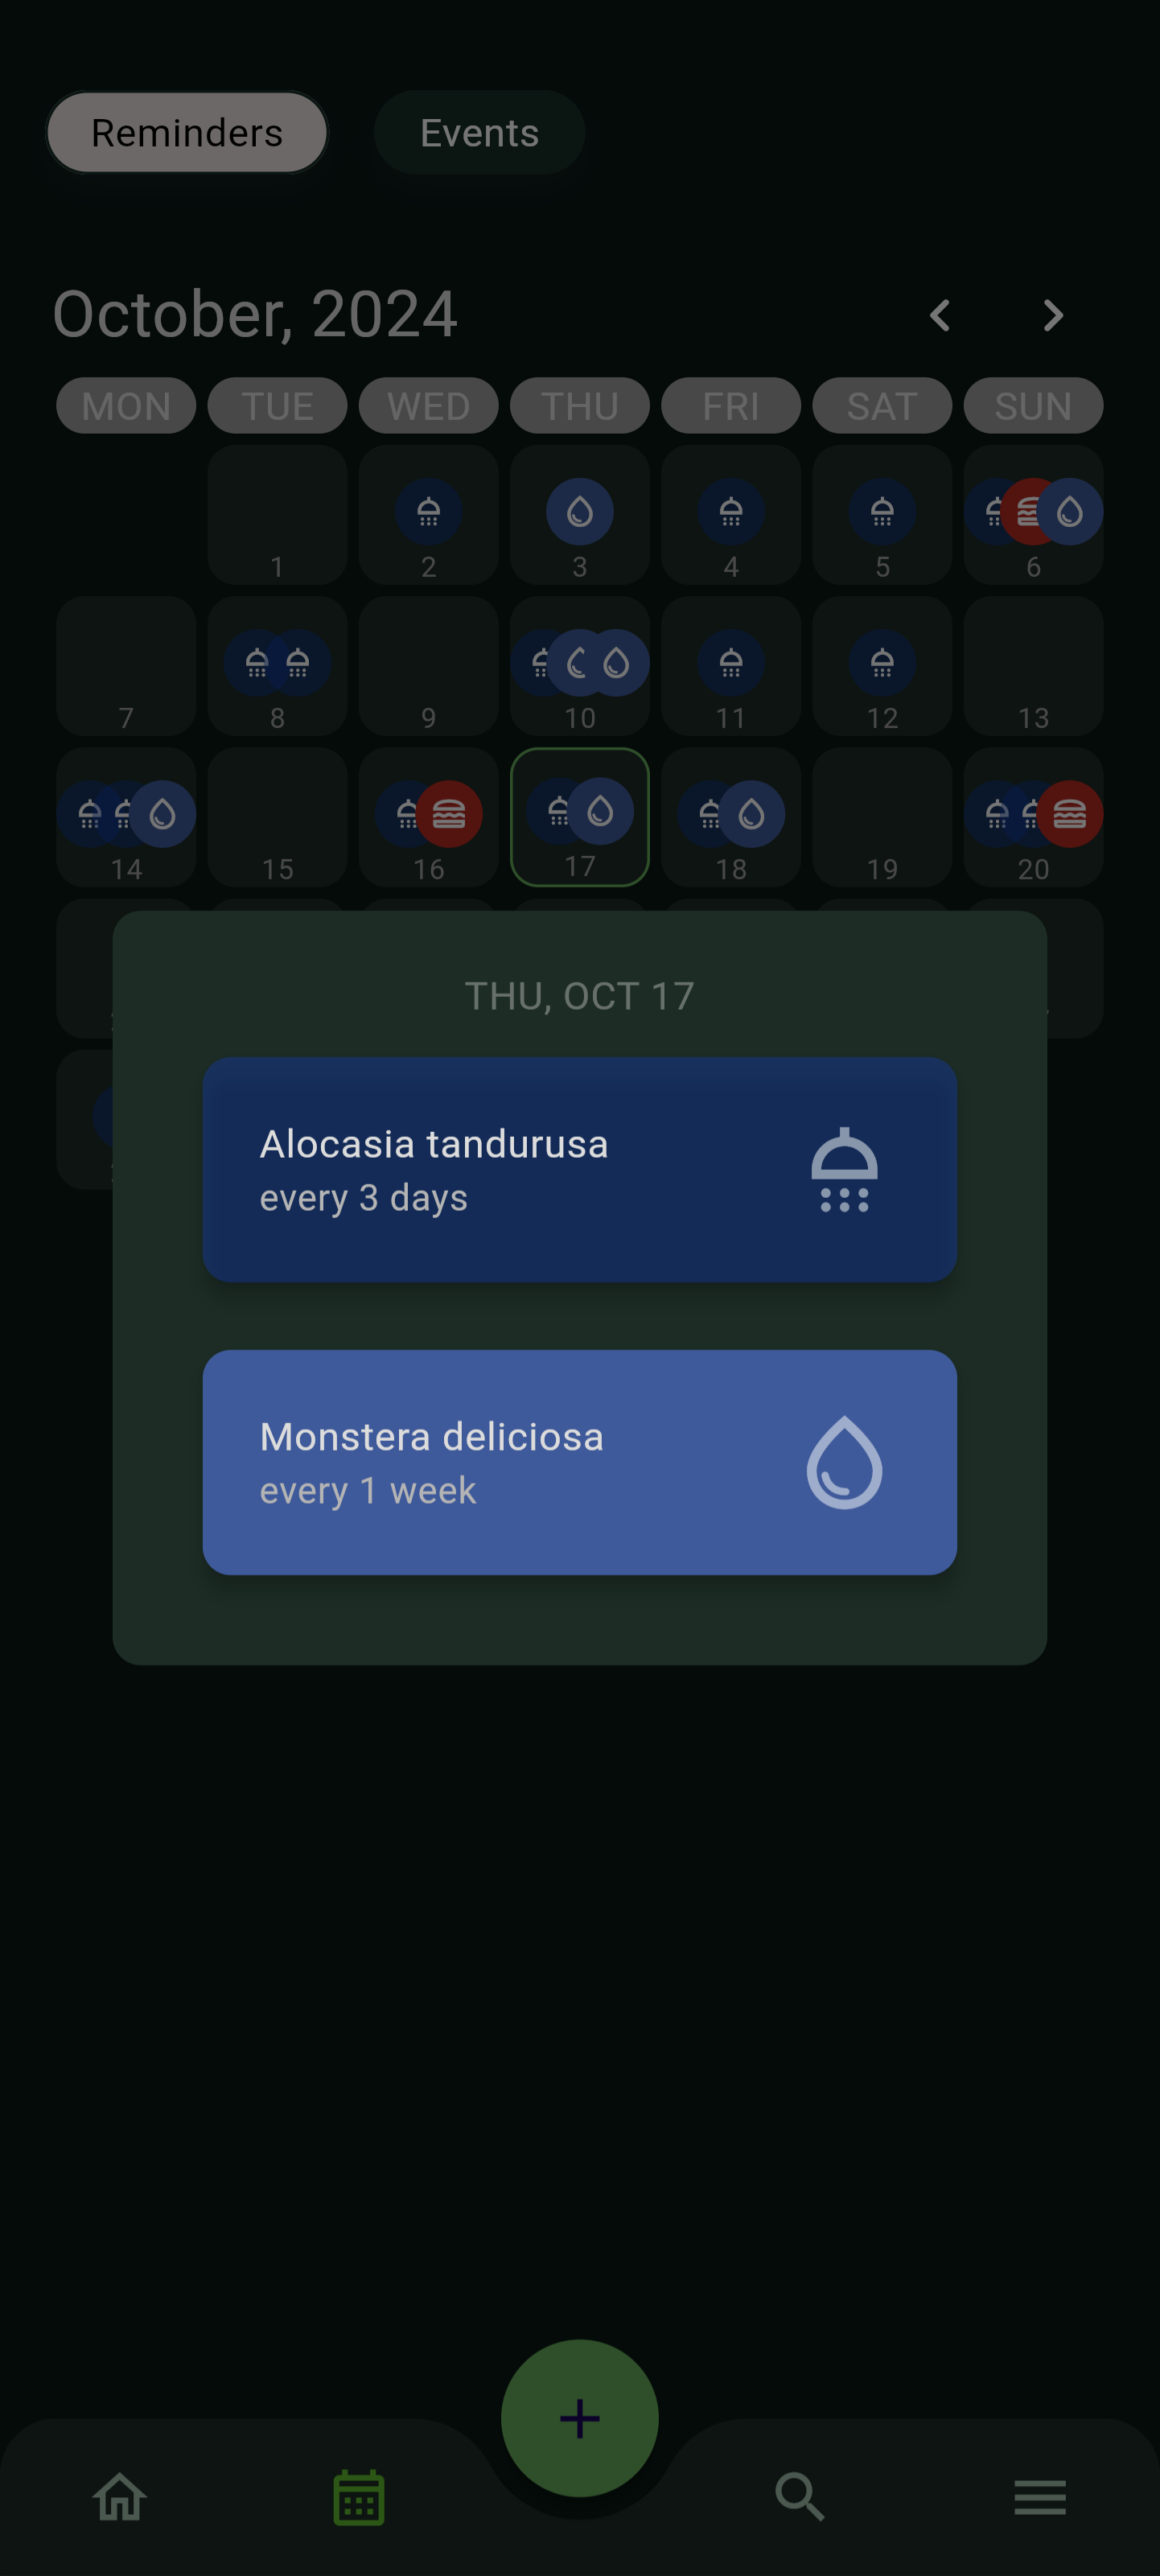 Reminders Events
October, 2024
MON TUE WED THU FRI SAT SUN
1 2 3 4 5 6
7 8 9 10 11 12 13
14 15 16 17 18 19 20
THU, OCT 17
Alocasia tandurusa
every 3 days
Monstera deliciosa
every 1 week